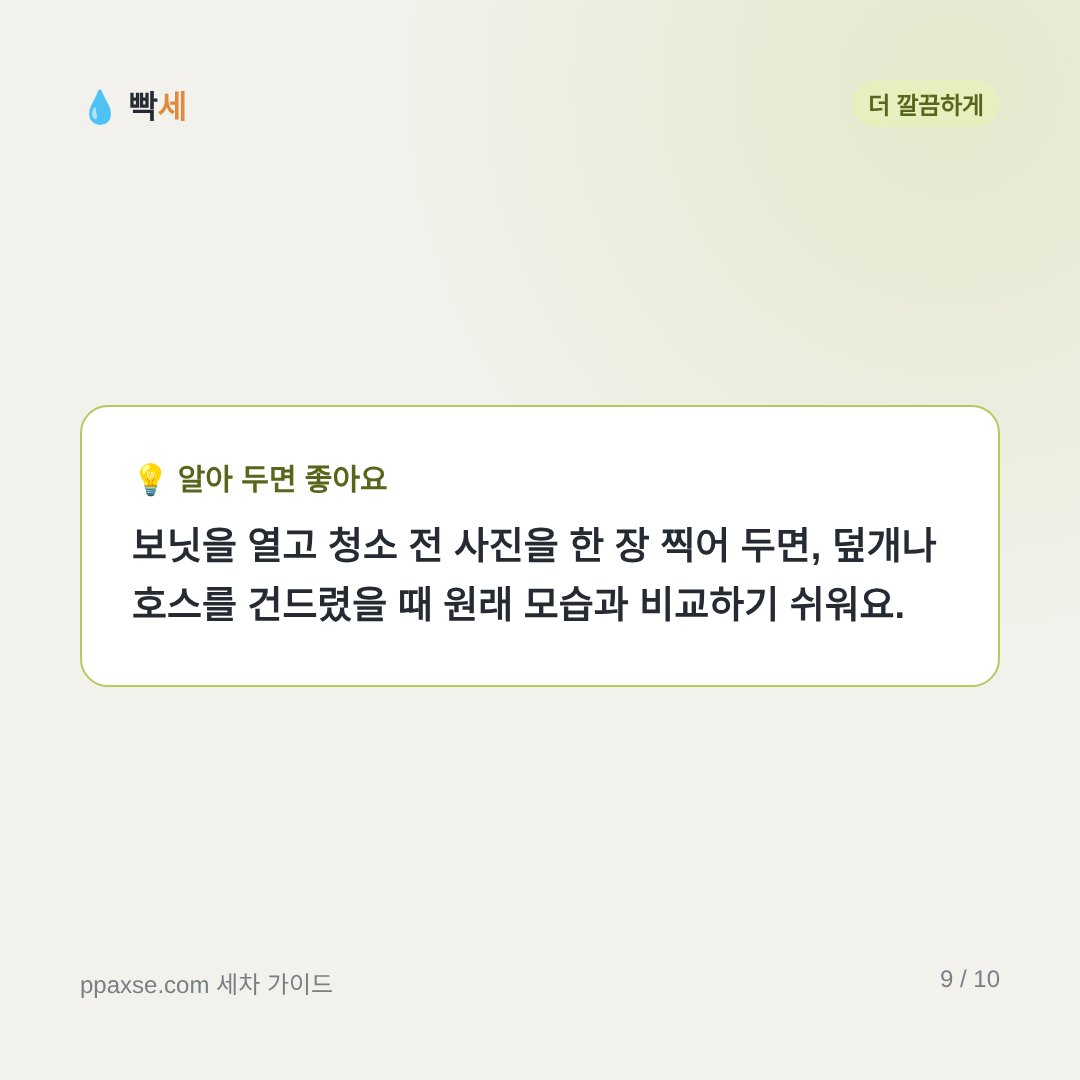 💧 빡세
더 깔끔하게
💡 알아 두면 좋아요
보닛을 열고 청소 전 사진을 한 장 찍어 두면, 덮개나
호스를 건드렸을 때 원래 모습과 비교하기 쉬워요.
ppaxse.com 세차 가이드
9 / 10